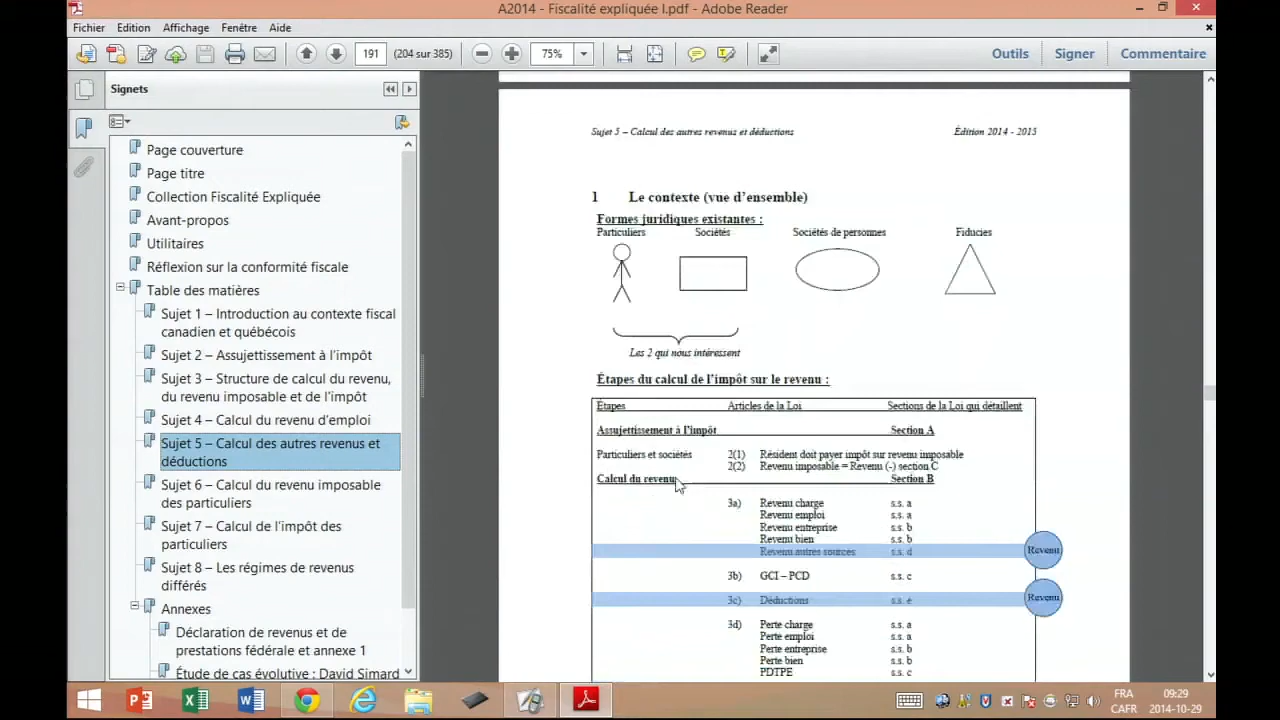 A2014 - Fiscalité expliquée I.pdf - Adobe Reader
Fichier Edition Affichage Fenêtre Aide
191 (204 sur 385) 75% Outils Signer Commentaire
Signets
Page couverture
Page titre
Collection Fiscalité Expliquée
Avant-propos
Utilitaires
Réflexion sur la conformité fiscale
Table des matières
Sujet 1 – Introduction au contexte fiscal
canadien et québécois
Sujet 2 – Assujettissement à l'impôt
Sujet 3 – Structure de calcul du revenu,
du revenu imposable et de l'impôt
Sujet 4 – Calcul du revenu d'emploi
Sujet 5 – Calcul des autres revenus et
déductions
Sujet 6 – Calcul du revenu imposable
des particuliers
Sujet 7 – Calcul de l'impôt des
particuliers
Sujet 8 – Les régimes de revenus
différés
Annexes
Déclaration de revenus et de
prestations fédérale et annexe 1
Étude de cas évolutive : David Simard
Sujet 5 – Calcul des autres revenus et déductions Édition 2014 - 2015
1 Le contexte (vue d'ensemble)
Formes juridiques existantes :
Particuliers Sociétés Sociétés de personnes Fiducies
Les 2 qui nous intéressent
Étapes du calcul de l'impôt sur le revenu :
Étapes Articles de la Loi Sections de la Loi qui détaillent
Assujettissement à l'impôt Section A
Particuliers et sociétés 2(1) Résident doit payer impôt sur revenu imposable
2(2) Revenu imposable = Revenu (-) section C
Calcul du revenu Section B
3a) Revenu charge s.s. a
Revenu emploi s.s. a
Revenu entreprise s.s. b
Revenu bien s.s. b
Revenu autres sources s.s. d Revenu
3b) GCI – PCD s.s. c
3c) Déductions s.s. e Revenu
3d) Perte charge s.s. a
Perte emploi s.s. a
Perte entreprise s.s. b
Perte bien s.s. b
PDTPE s.s. c
FRA 09:29
CAFR 2014-10-29